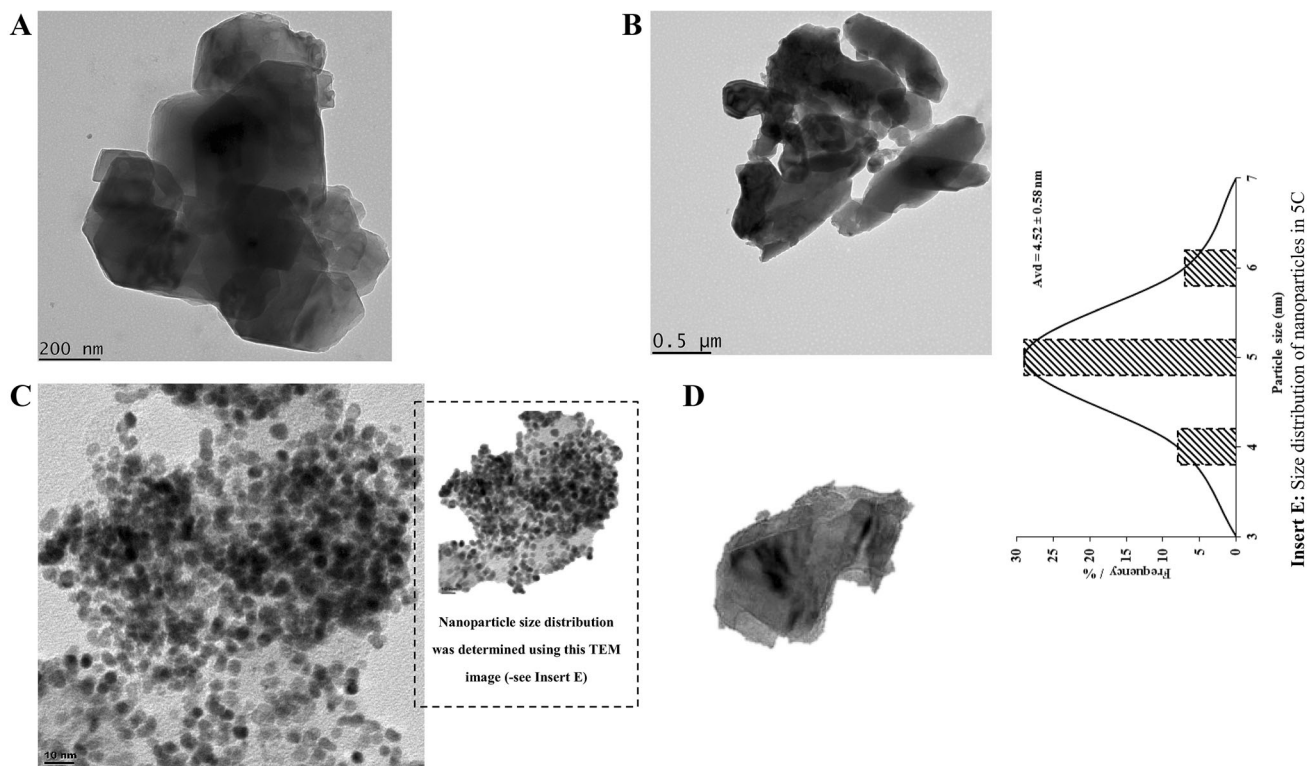 A
200 nm
B
0.5 µm
C
10 nm
Nanoparticle size distribution
was determined using this TEM
image (-see Insert E)
D
Avd = 4.52 ± 0.58 nm
Frequency / %
30
25
20
15
10
5
0
3
4
5
6
7
Particle size (nm)
Insert E: Size distribution of nanoparticles in 5C